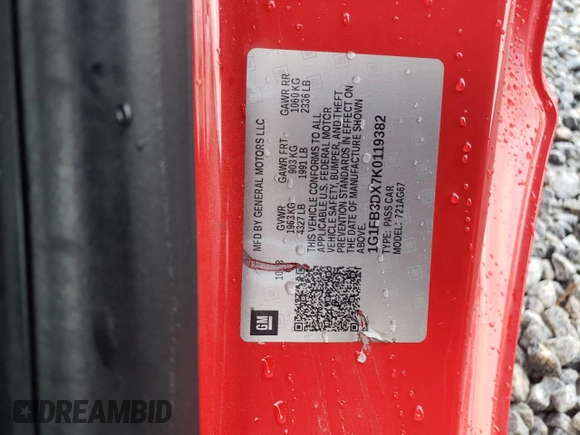 MFD BY GENERAL MOTORS LLC
GVWR GAWR FRT GAWR RR
1963 KG 903 KG 1060 KG
4327 LB 1991 LB 2336 LB
THIS VEHICLE CONFORMS TO ALL
APPLICABLE U.S. FEDERAL MOTOR
VEHICLE SAFETY, BUMPER, AND THEFT
PREVENTION STANDARDS IN EFFECT ON
THE DATE OF MANUFACTURE SHOWN
ABOVE.
1G1FB3DX7K0119382
TYPE: PASS CAR
MODEL: 721AG67
GM
DREAMBID